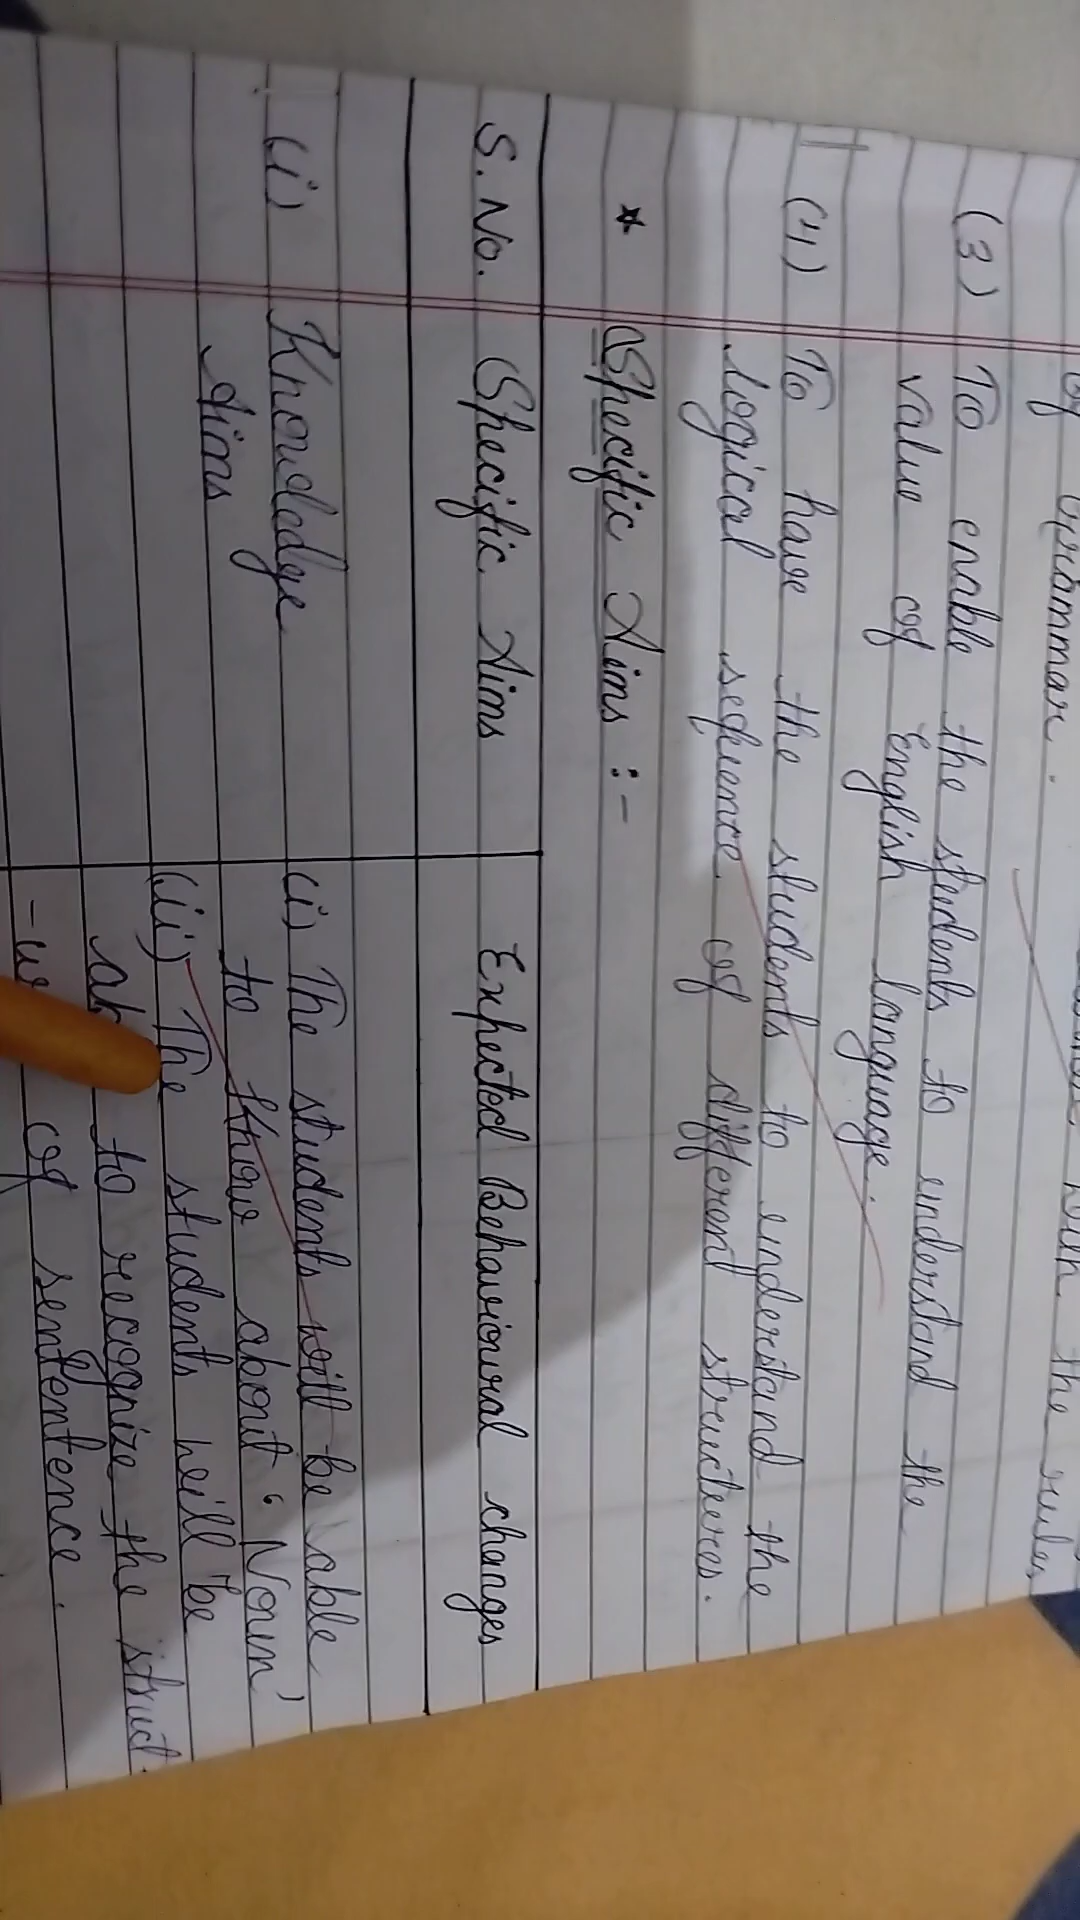 of Grammar.
(3) To enable the students to understand the
value of English language.
(4) To have the students to understand the
logical sequence of different structures.
* Specific Aims :-
S. No. Specific Aims Expected Behavioural changes
(i) Knowledge (i) The students will be able
Aims to know about 'Noun'
(ii) The students will be
to recognize the struct-
of sentence.